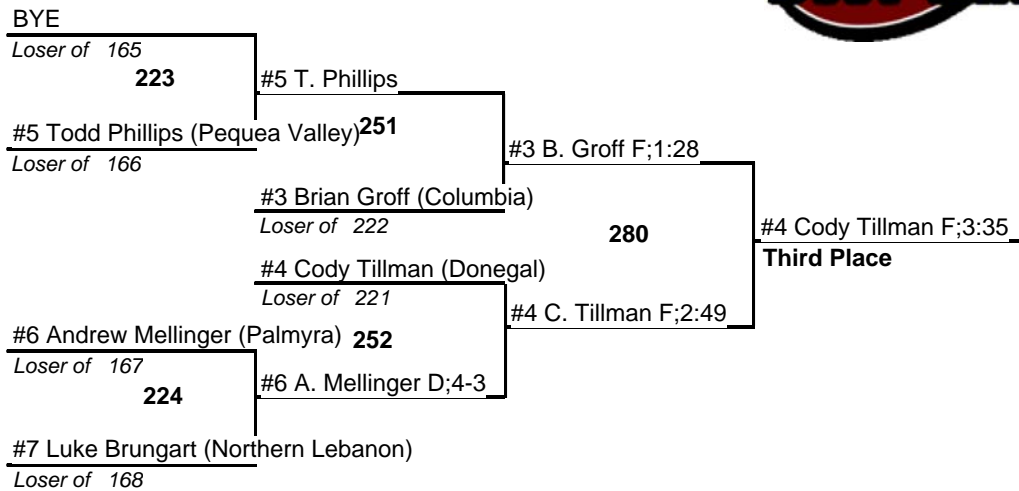 BYE
Loser of 165
223
#5 T. Phillips
#5 Todd Phillips (Pequea Valley)
251
Loser of 166
#3 B. Groff F;1:28
#3 Brian Groff (Columbia)
Loser of 222
280
#4 Cody Tillman F;3:35
Third Place
#4 Cody Tillman (Donegal)
Loser of 221
#4 C. Tillman F;2:49
#6 Andrew Mellinger (Palmyra)
252
Loser of 167
224
#6 A. Mellinger D;4-3
#7 Luke Brungart (Northern Lebanon)
Loser of 168